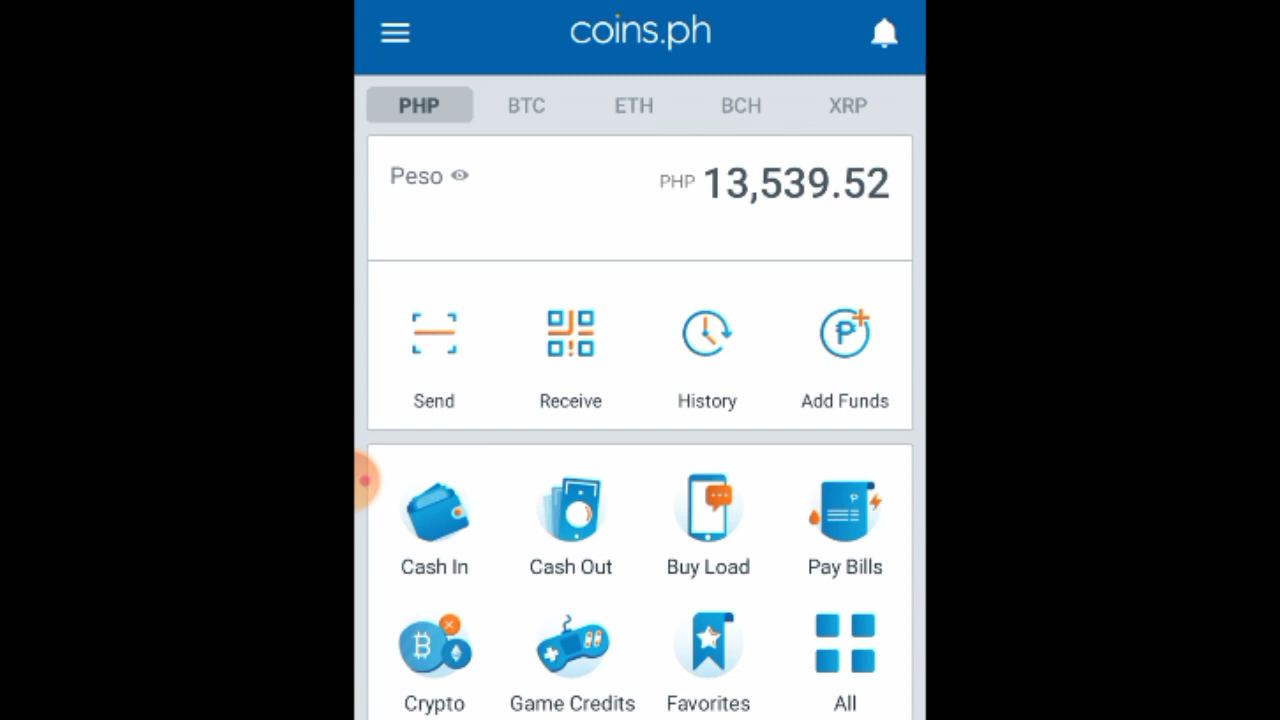 coins.ph
PHP BTC ETH BCH XRP
Peso PHP 13,539.52
Send Receive History Add Funds
Cash In Cash Out Buy Load Pay Bills
Crypto Game Credits Favorites All